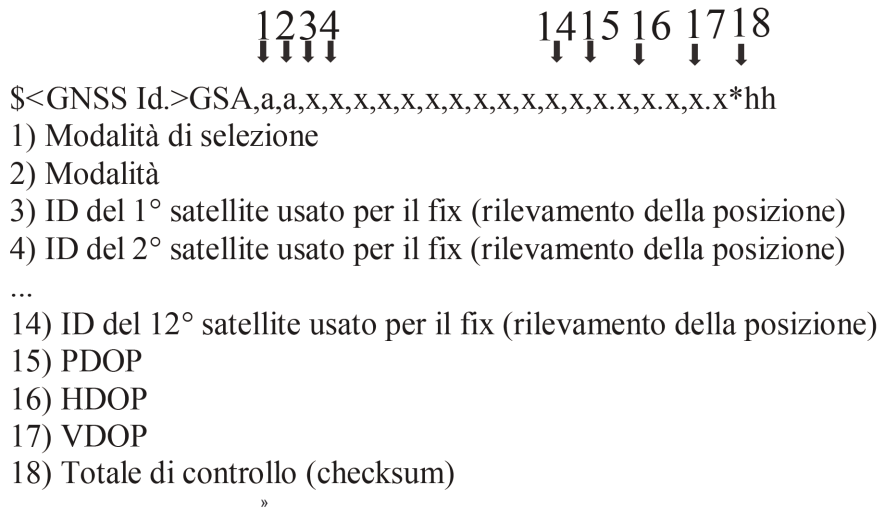 1234 1415 16 1718
$<GNSS Id.>GSA,a,a,x,x,x,x,x,x,x,x,x,x,x,x,x.x,x.x,x.x*hh
1) Modalità di selezione
2) Modalità
3) ID del 1° satellite usato per il fix (rilevamento della posizione)
4) ID del 2° satellite usato per il fix (rilevamento della posizione)
...
14) ID del 12° satellite usato per il fix (rilevamento della posizione)
15) PDOP
16) HDOP
17) VDOP
18) Totale di controllo (checksum)
»